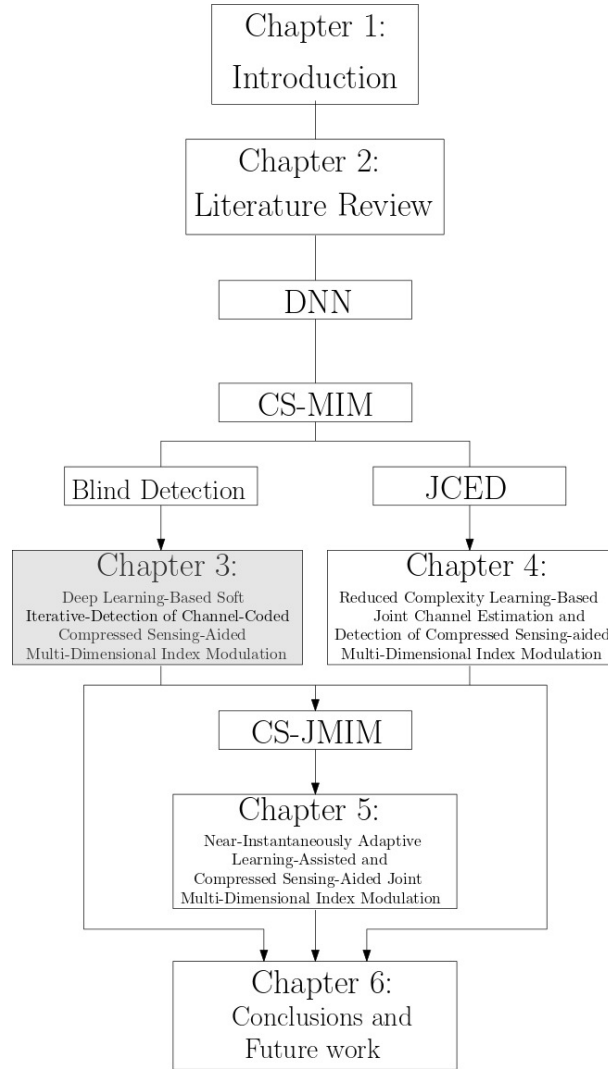 Chapter 1:
Introduction
Chapter 2:
Literature Review
DNN
CS-MIM
Blind Detection
JCED
Chapter 3:
Deep Learning-Based Soft
Iterative-Detection of Channel-Coded
Compressed Sensing-Aided
Multi-Dimensional Index Modulation
Chapter 4:
Reduced Complexity Learning-Based
Joint Channel Estimation and
Detection of Compressed Sensing-aided
Multi-Dimensional Index Modulation
CS-JMIM
Chapter 5:
Near-Instantaneously Adaptive
Learning-Assisted and
Compressed Sensing-Aided Joint
Multi-Dimensional Index Modulation
Chapter 6:
Conclusions and
Future work